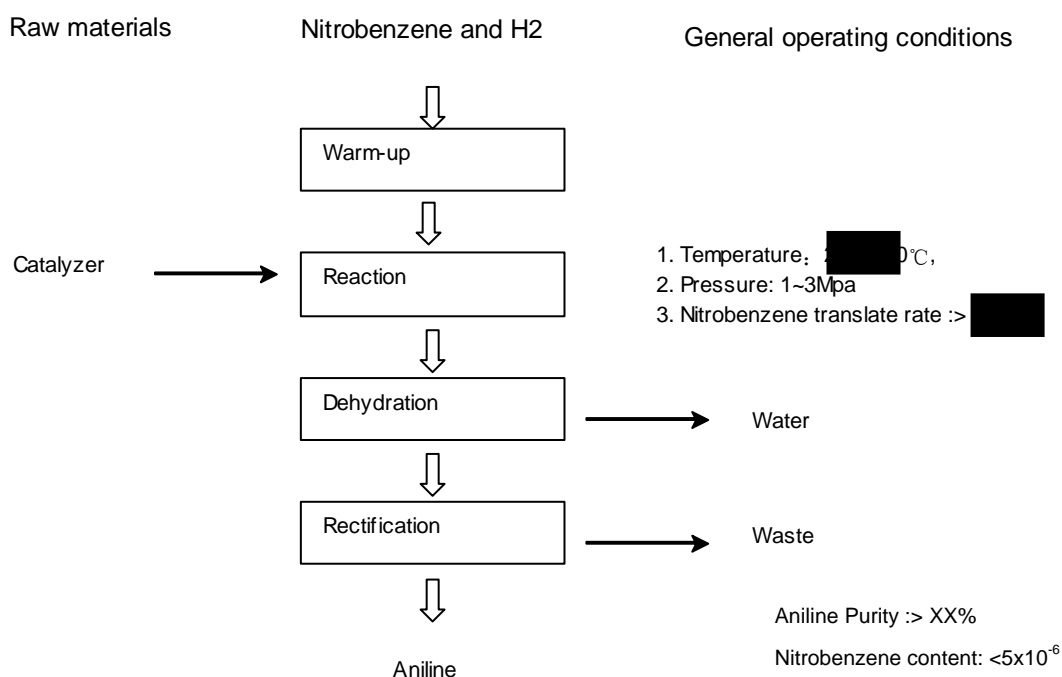 Raw materials
Nitrobenzene and H2
General operating conditions
Warm-up
Catalyzer
Reaction
1. Temperature： ℃,
2. Pressure: 1~3Mpa
3. Nitrobenzene translate rate :>
Dehydration
Water
Rectification
Waste
Aniline Purity :> XX%
Nitrobenzene content: <5x10⁻⁶
Aniline